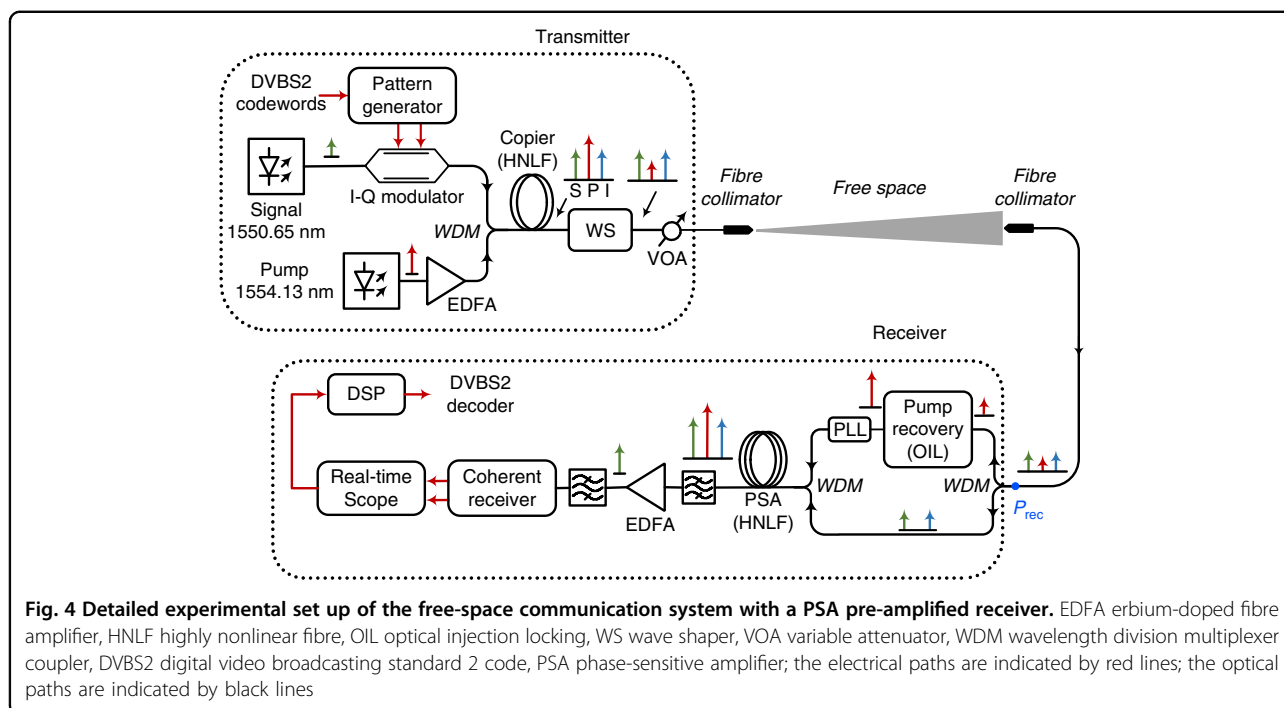 Transmitter
DVBS2
codewords
Pattern
generator
Copier
(HNLF)
S P I
I-Q modulator
Signal
1550.65 nm
WDM
WS
VOA
Pump
1554.13 nm
EDFA
Fibre
collimator
Free space
Fibre
collimator
Receiver
DSP
DVBS2
decoder
Real-time
Scope
Coherent
receiver
EDFA
PSA
(HNLF)
WDM
PLL
Pump
recovery
(OIL)
WDM
Prec
Fig. 4 Detailed experimental set up of the free-space communication system with a PSA pre-amplified receiver. EDFA erbium-doped fibre
amplifier, HNLF highly nonlinear fibre, OIL optical injection locking, WS wave shaper, VOA variable attenuator, WDM wavelength division multiplexer
coupler, DVBS2 digital video broadcasting standard 2 code, PSA phase-sensitive amplifier; the electrical paths are indicated by red lines; the optical
paths are indicated by black lines